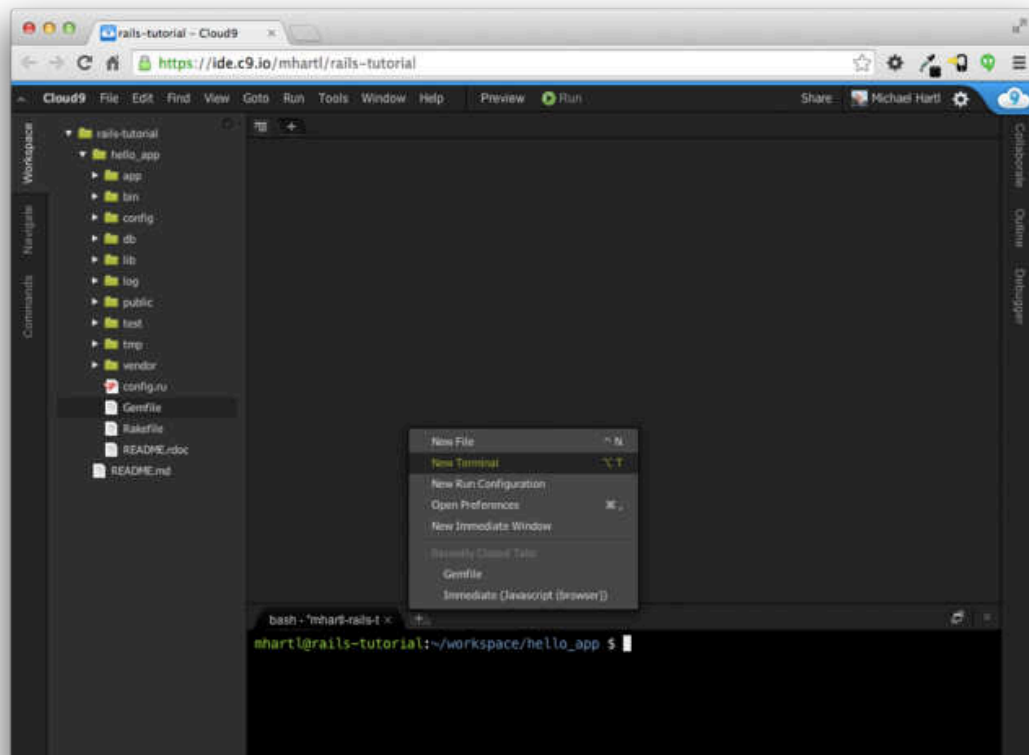 rails-tutorial - Cloud9
https://ide.c9.io/mhartl/rails-tutorial
Cloud9 File Edit Find View Goto Run Tools Window Help Preview Run Share Michael Hartl
Workspace
Navigate
Commands
rails-tutorial
hello_app
app
bin
config
db
lib
log
public
test
tmp
vendor
config.ru
Gemfile
Rakefile
README.rdoc
README.md
New File ^ N
New Terminal ⌥ T
New Run Configuration
Open Preferences ⌘ ,
New Immediate Window
Recently Closed Tabs
Gemfile
Immediate (Javascript (browser))
bash - "mhartl-rails-t
mhartl@rails-tutorial:~/workspace/hello_app $
Collaborate
Outline
Debugger